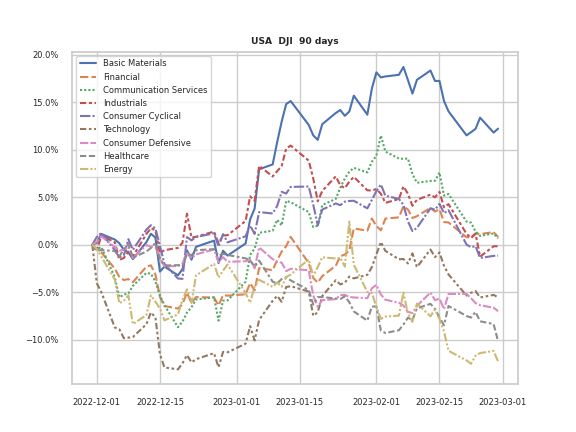 USA DJI 90 days
20.0%
15.0%
10.0%
5.0%
0.0%
−5.0%
−10.0%
Basic Materials
Financial
Communication Services
Industrials
Consumer Cyclical
Technology
Consumer Defensive
Healthcare
Energy
2022-12-01 2022-12-15 2023-01-01 2023-01-15 2023-02-01 2023-02-15 2023-03-01